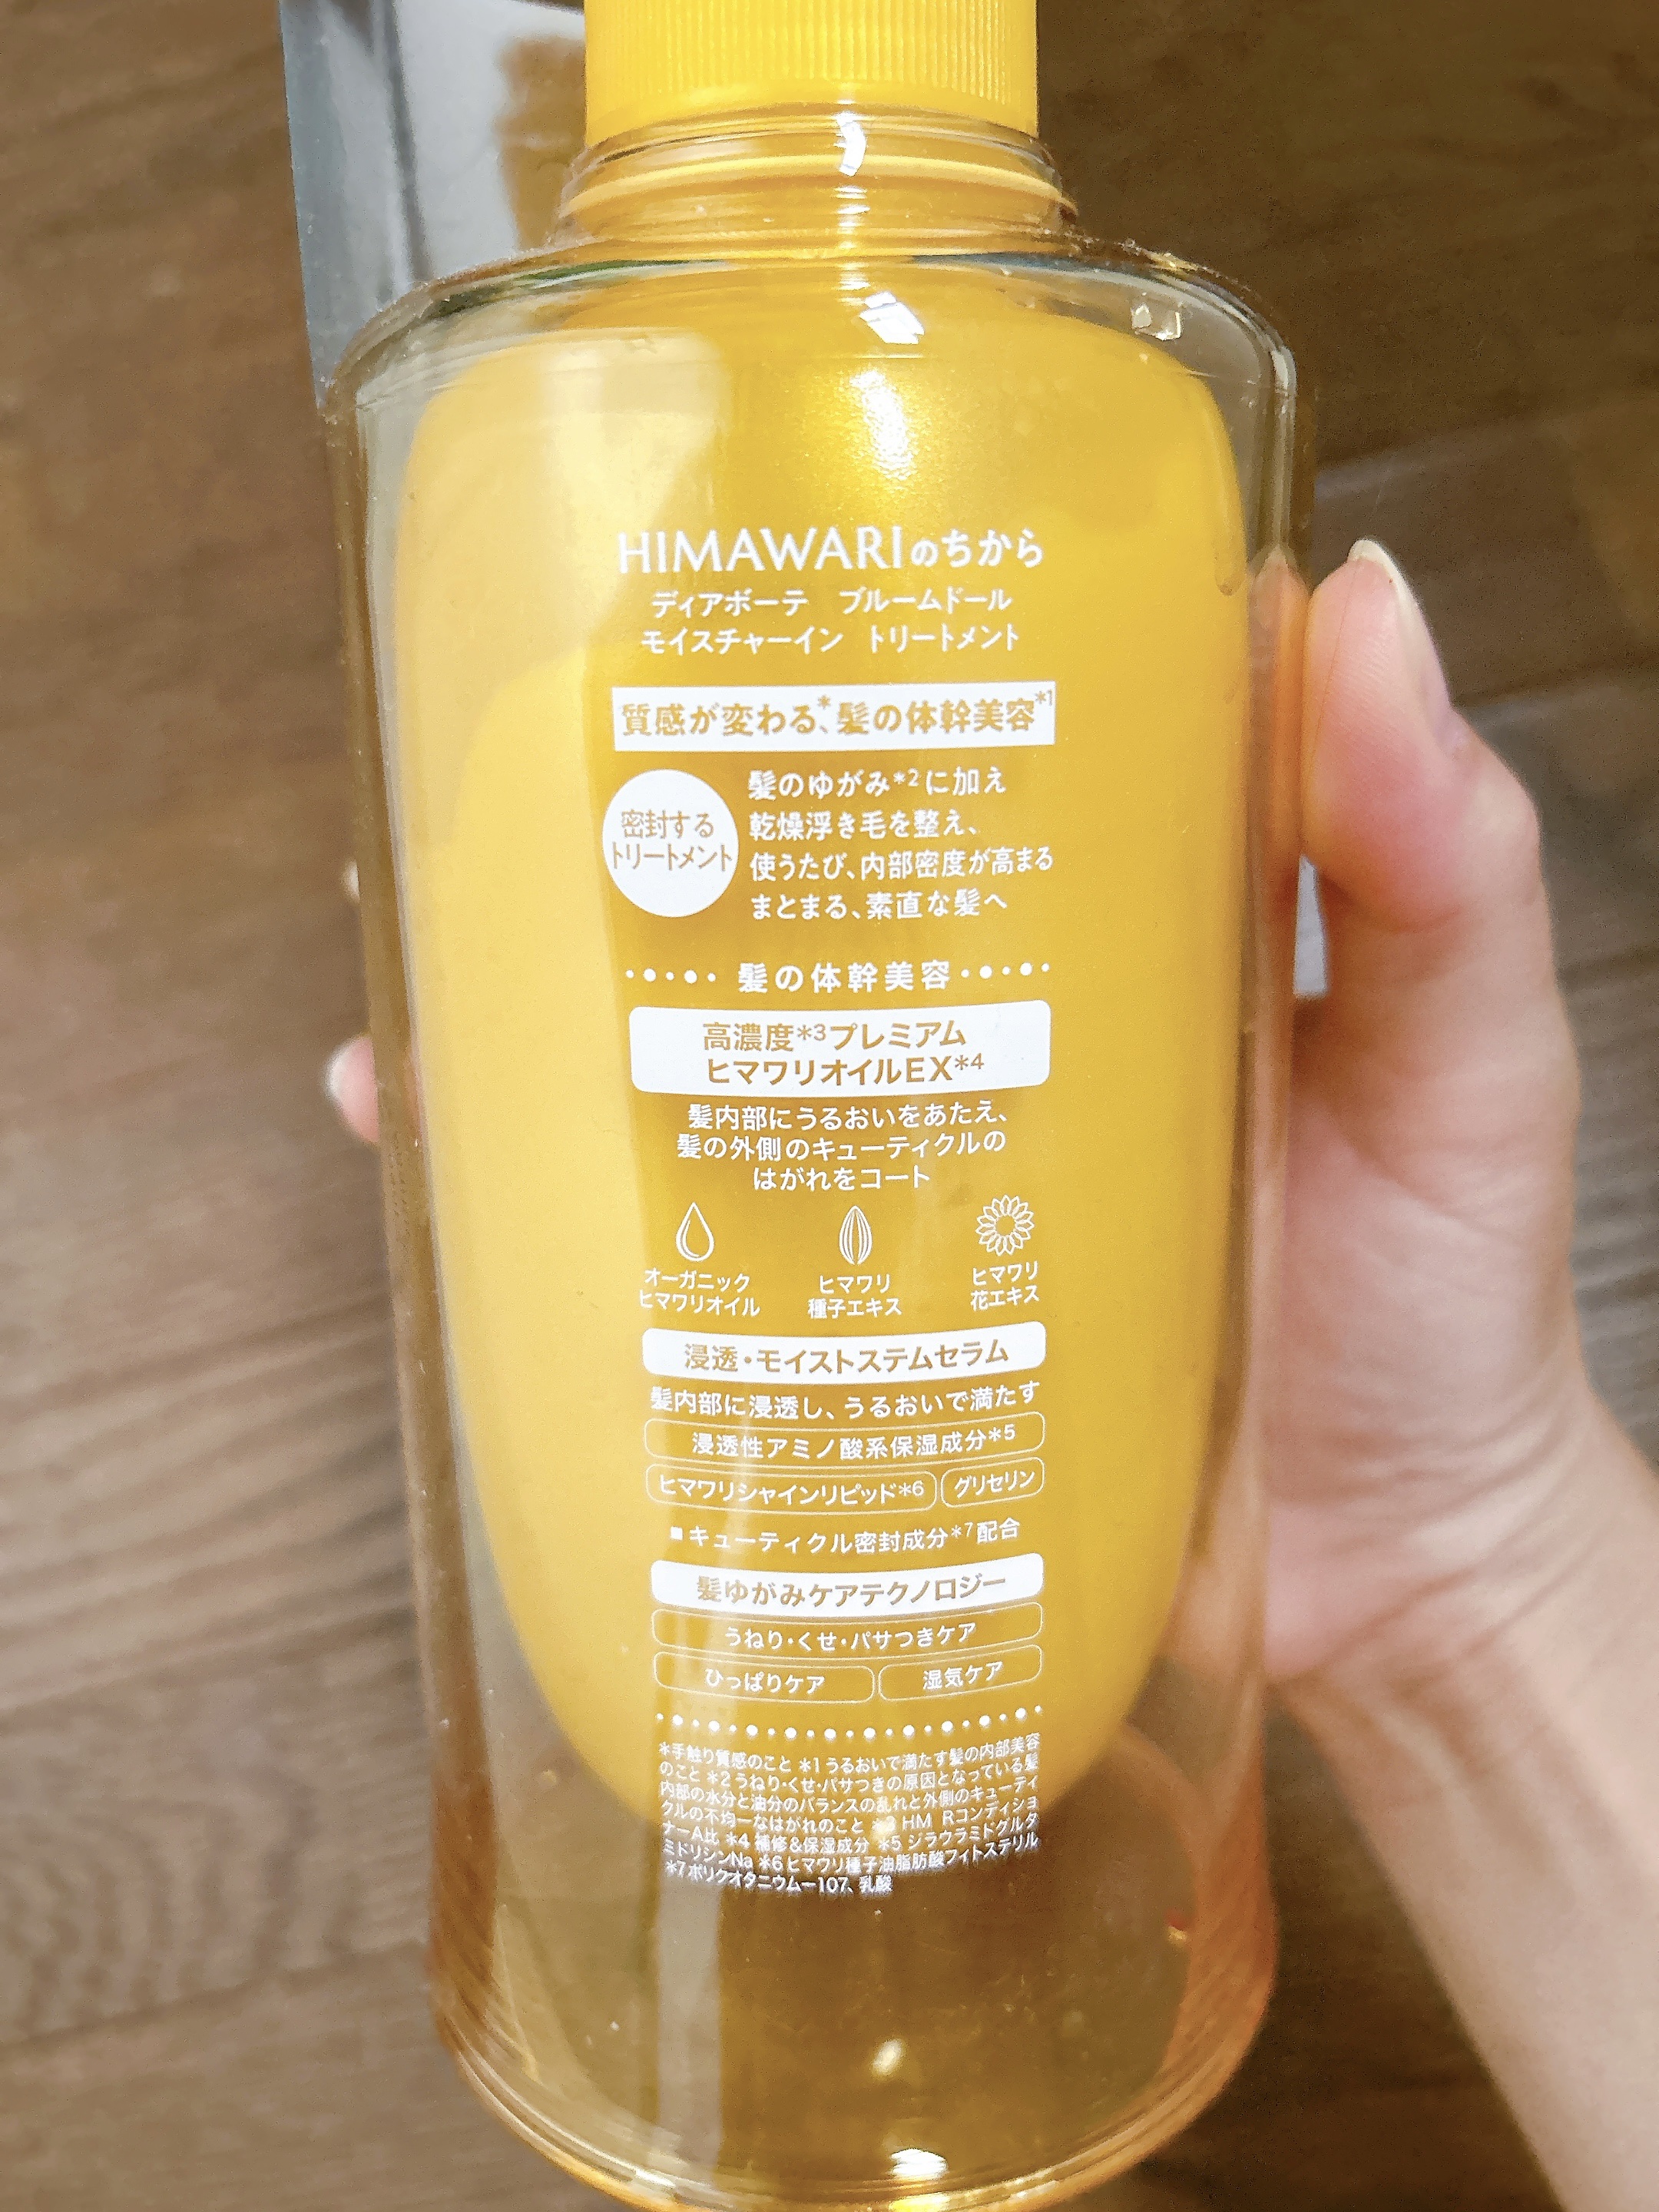 HIMAWARIのちから
ディアボーテ ブルームドール
モイスチャーイン トリートメント
質感が変わる*、髪の体幹美容*1
密封する
トリートメント
髪のゆがみ*2に加え
乾燥浮き毛を整え、
使うたび、内部密度が高まる
まとまる、素直な髪へ
髪の体幹美容
高濃度*3プレミアム
ヒマワリオイルEX*4
髪内部にうるおいをあたえ、
髪の外側のキューティクルの
はがれをコート
オーガニック
ヒマワリオイル
ヒマワリ
種子エキス
ヒマワリ
花エキス
浸透・モイストステムセラム
髪内部に浸透し、うるおいで満たす
浸透性アミノ酸系保湿成分*5
ヒマワリシャインリピッド*6 グリセリン
■キューティクル密封成分*7配合
髪ゆがみケアテクノロジー
うねり・くせ・パサつきケア
ひっぱりケア 湿気ケア
*手触り質感のこと *1 うるおいで満たす髪の内部美容
のこと *2 うねり・くせ・パサつきの原因となっている髪
内部の水分と油分のバランスの乱れと外側のキューティ
クルの不均一なはがれのこと *3 HM Rコンディショ
ナーA比 *4 補修&保湿成分 *5 ジラウラミドグルタ
ミドリシンNa *6 ヒマワリ種子油脂肪酸フィトステリル
*7 ポリクオタニウム-107、乳酸